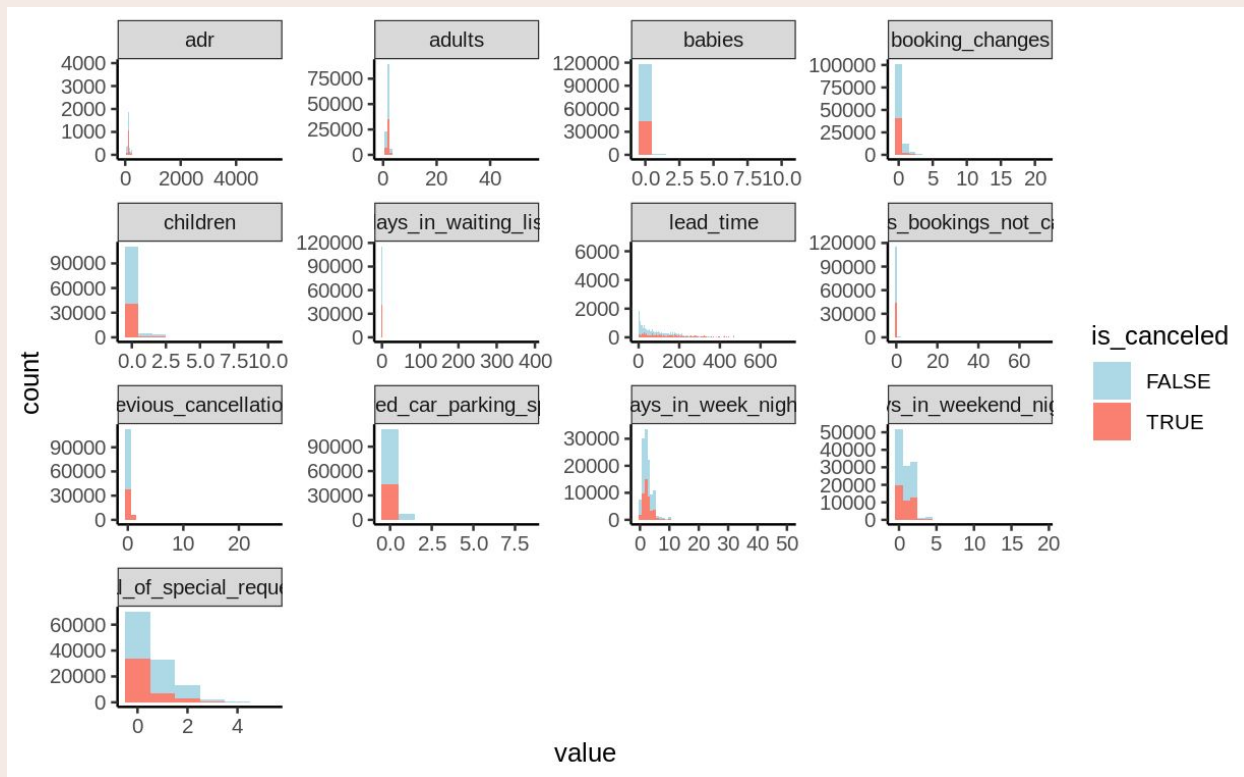 adr
4000
3000
2000
1000
0
0 2000 4000
adults
75000
50000
25000
0
0 20 40
babies
120000
90000
60000
30000
0
0.0 2.5 5.0 7.5 10.0
booking_changes
100000
75000
50000
25000
0
0 5 10 15 20
children
90000
60000
30000
0
0.0 2.5 5.0 7.5 10.0
ays_in_waiting_lis
120000
90000
60000
30000
0
0 100 200 300 400
lead_time
6000
4000
2000
0
0 200 400 600
s_bookings_not_ca
120000
90000
60000
30000
0
0 20 40 60
evious_cancellatio
90000
60000
30000
0
0 10 20
ed_car_parking_sp
90000
60000
30000
0
0.0 2.5 5.0 7.5
ays_in_week_nigh
30000
20000
10000
0
0 10 20 30 40 50
ys_in_weekend_nig
50000
40000
30000
20000
10000
0
0 5 10 15 20
l_of_special_reque
60000
40000
20000
0
0 2 4
count
value
is_canceled
FALSE
TRUE